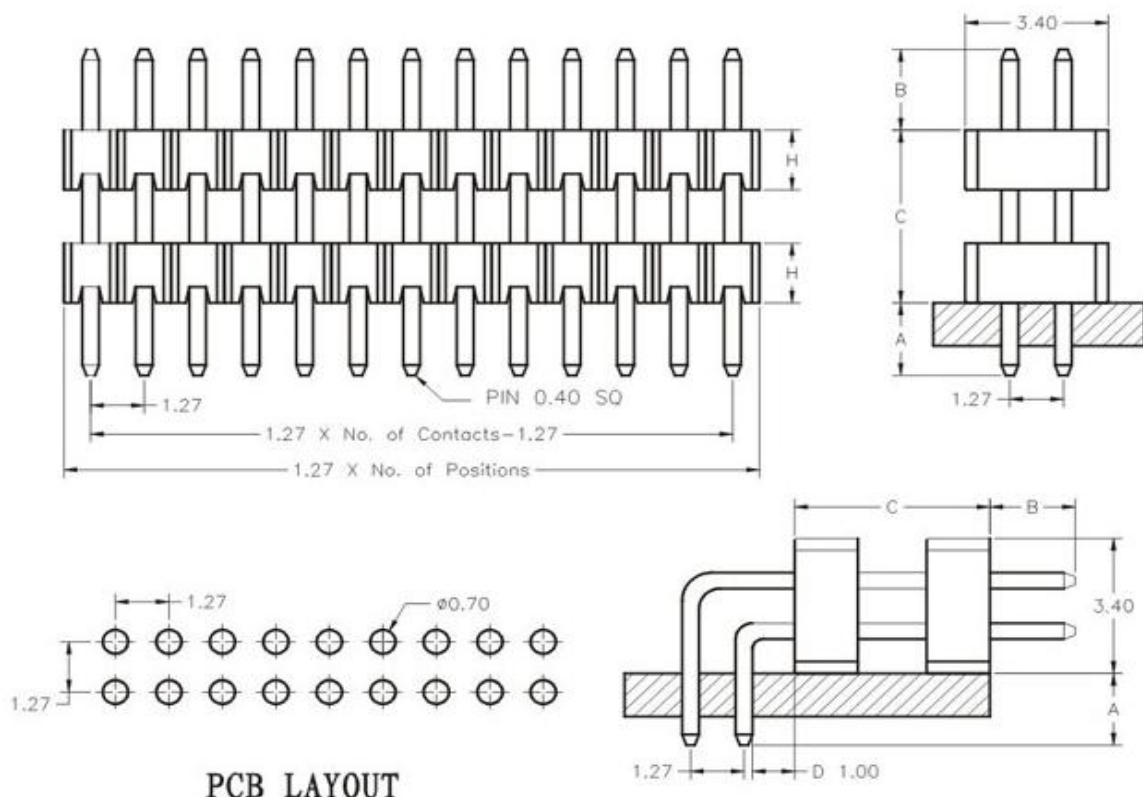 3.40
B
H
C
H
A
PIN 0.40 SQ
1.27
1.27
1.27 X No. of Contacts-1.27
1.27 X No. of Positions
C
B
1.27
ø0.70
3.40
1.27
A
1.27
D 1.00
PCB LAYOUT